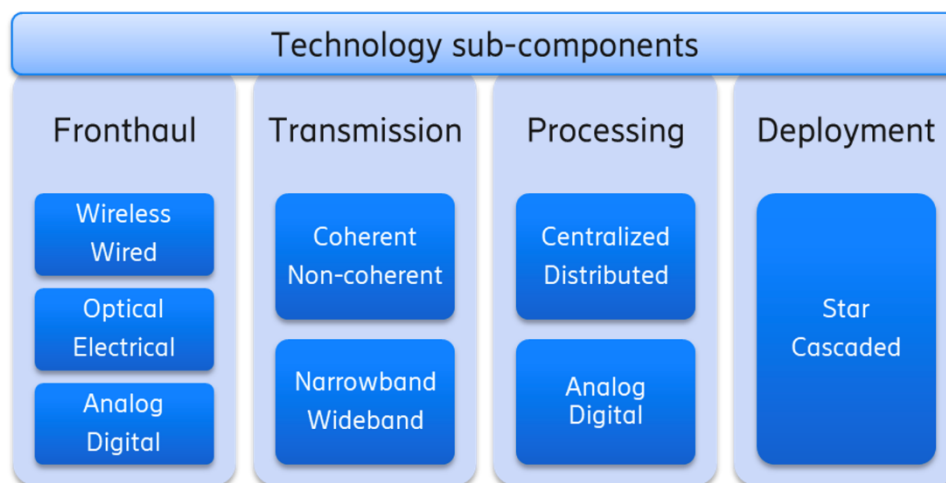 Technology sub-components
Fronthaul
Wireless
Wired
Optical
Electrical
Analog
Digital
Transmission
Coherent
Non-coherent
Narrowband
Wideband
Processing
Centralized
Distributed
Analog
Digital
Deployment
Star
Cascaded